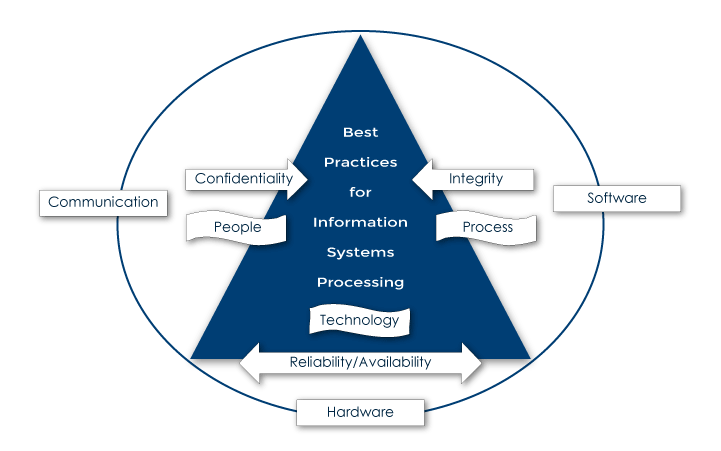 Best
Practices
for
Information
Systems
Processing
Confidentiality
Integrity
Communication
Software
People
Process
Technology
Reliability/Availability
Hardware